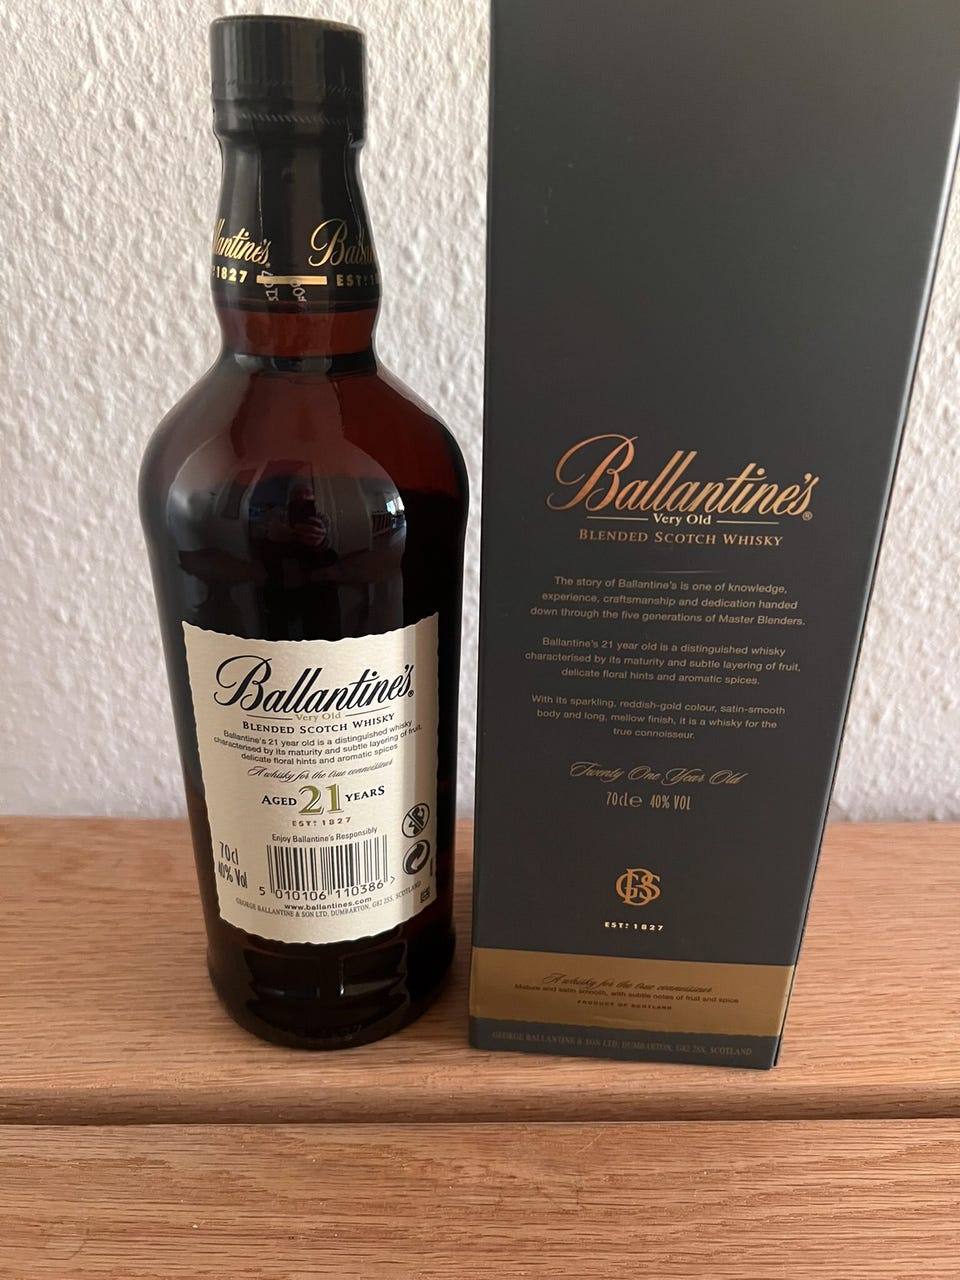 Ballantine's
EST: 1827
Ballantine's®
Very Old
BLENDED SCOTCH WHISKY
Ballantine's 21 year old is a distinguished whisky
characterised by its maturity and subtle layering of fruit,
delicate floral hints and aromatic spices
A whisky for the true connoisseur
AGED 21 YEARS
ESTD 1827
Enjoy Ballantine's Responsibly
70cl
40% Vol
5 010106 110386 >
www.ballantines.com
GEORGE BALLANTINE & SON LTD, DUMBARTON, G82 2SS, SCOTLAND
Ballantine's®
Very Old
BLENDED SCOTCH WHISKY
The story of Ballantine's is one of knowledge,
experience, craftsmanship and dedication handed
down through the five generations of Master Blenders.
Ballantine's 21 year old is a distinguished whisky
characterised by its maturity and subtle layering of fruit,
delicate floral hints and aromatic spices.
With its sparkling, reddish-gold colour, satin-smooth
body and long, mellow finish, it is a whisky for the
true connoisseur.
Twenty One Year Old
70cle 40% VOL
GBS
ESTD 1827
A whisky for the true connoisseur
Mature and satin smooth, with subtle notes of fruit and spice
PRODUCT OF SCOTLAND
GEORGE BALLANTINE & SON LTD, DUMBARTON, G82 2SS, SCOTLAND